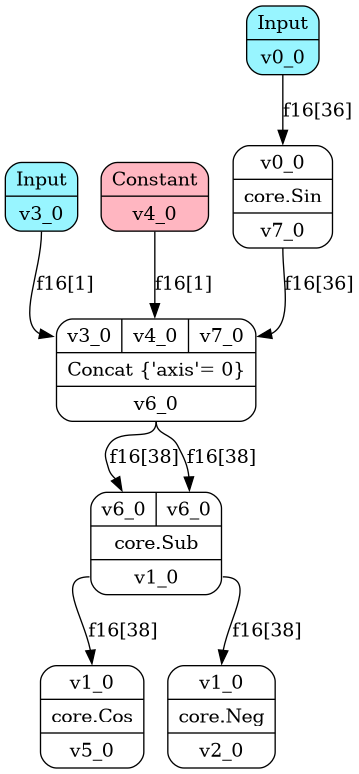 Input
v0_0
f16[36]
Input
v3_0
Constant
v4_0
v0_0
core.Sin
v7_0
f16[1]
f16[1]
f16[36]
v3_0 v4_0 v7_0
Concat {'axis'= 0}
v6_0
f16[38] f16[38]
v6_0 v6_0
core.Sub
v1_0
f16[38] f16[38]
v1_0
core.Cos
v5_0
v1_0
core.Neg
v2_0